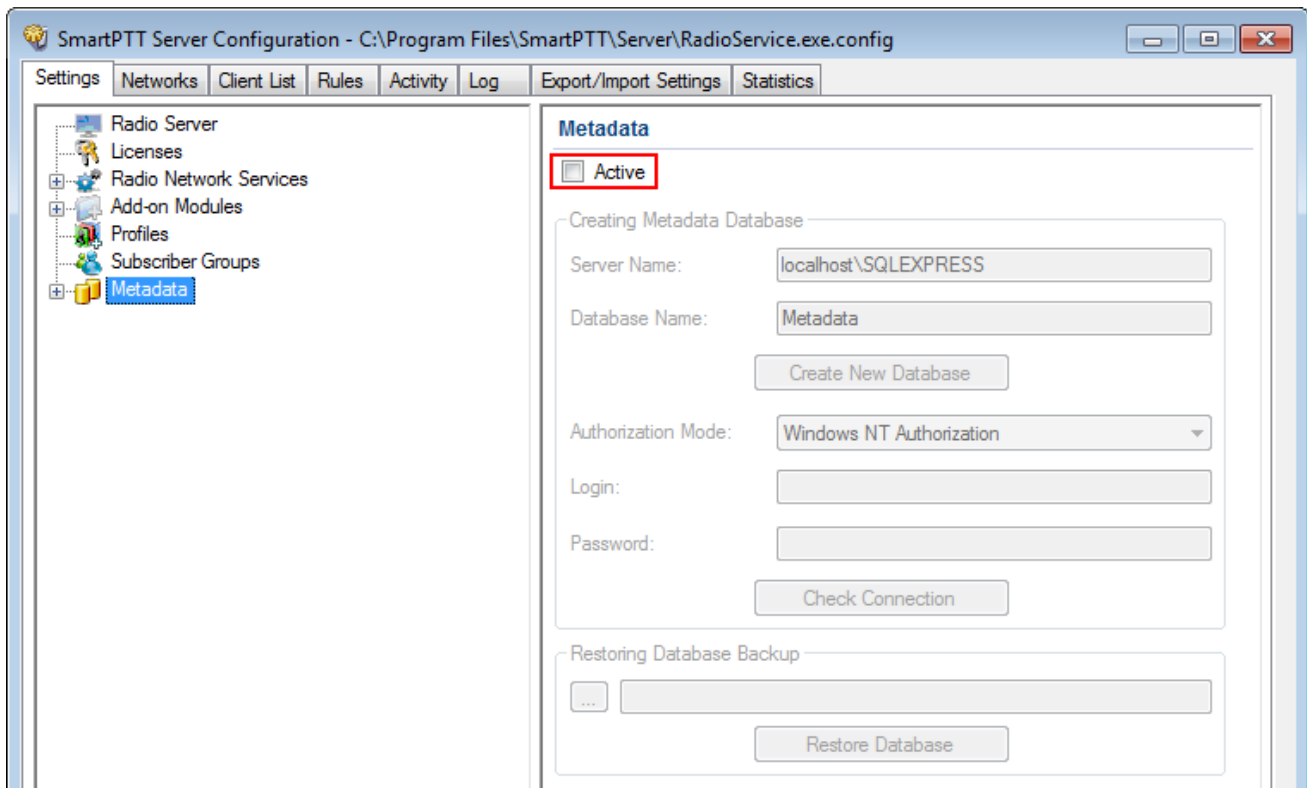 SmartPTT Server Configuration - C:\Program Files\SmartPTT\Server\RadioService.exe.config
Settings Networks Client List Rules Activity Log Export/Import Settings Statistics
Radio Server
Licenses
Radio Network Services
Add-on Modules
Profiles
Subscriber Groups
Metadata
Metadata
Active
Creating Metadata Database
Server Name: localhost\SQLEXPRESS
Database Name: Metadata
Create New Database
Authorization Mode: Windows NT Authorization
Login:
Password:
Check Connection
Restoring Database Backup
...
Restore Database